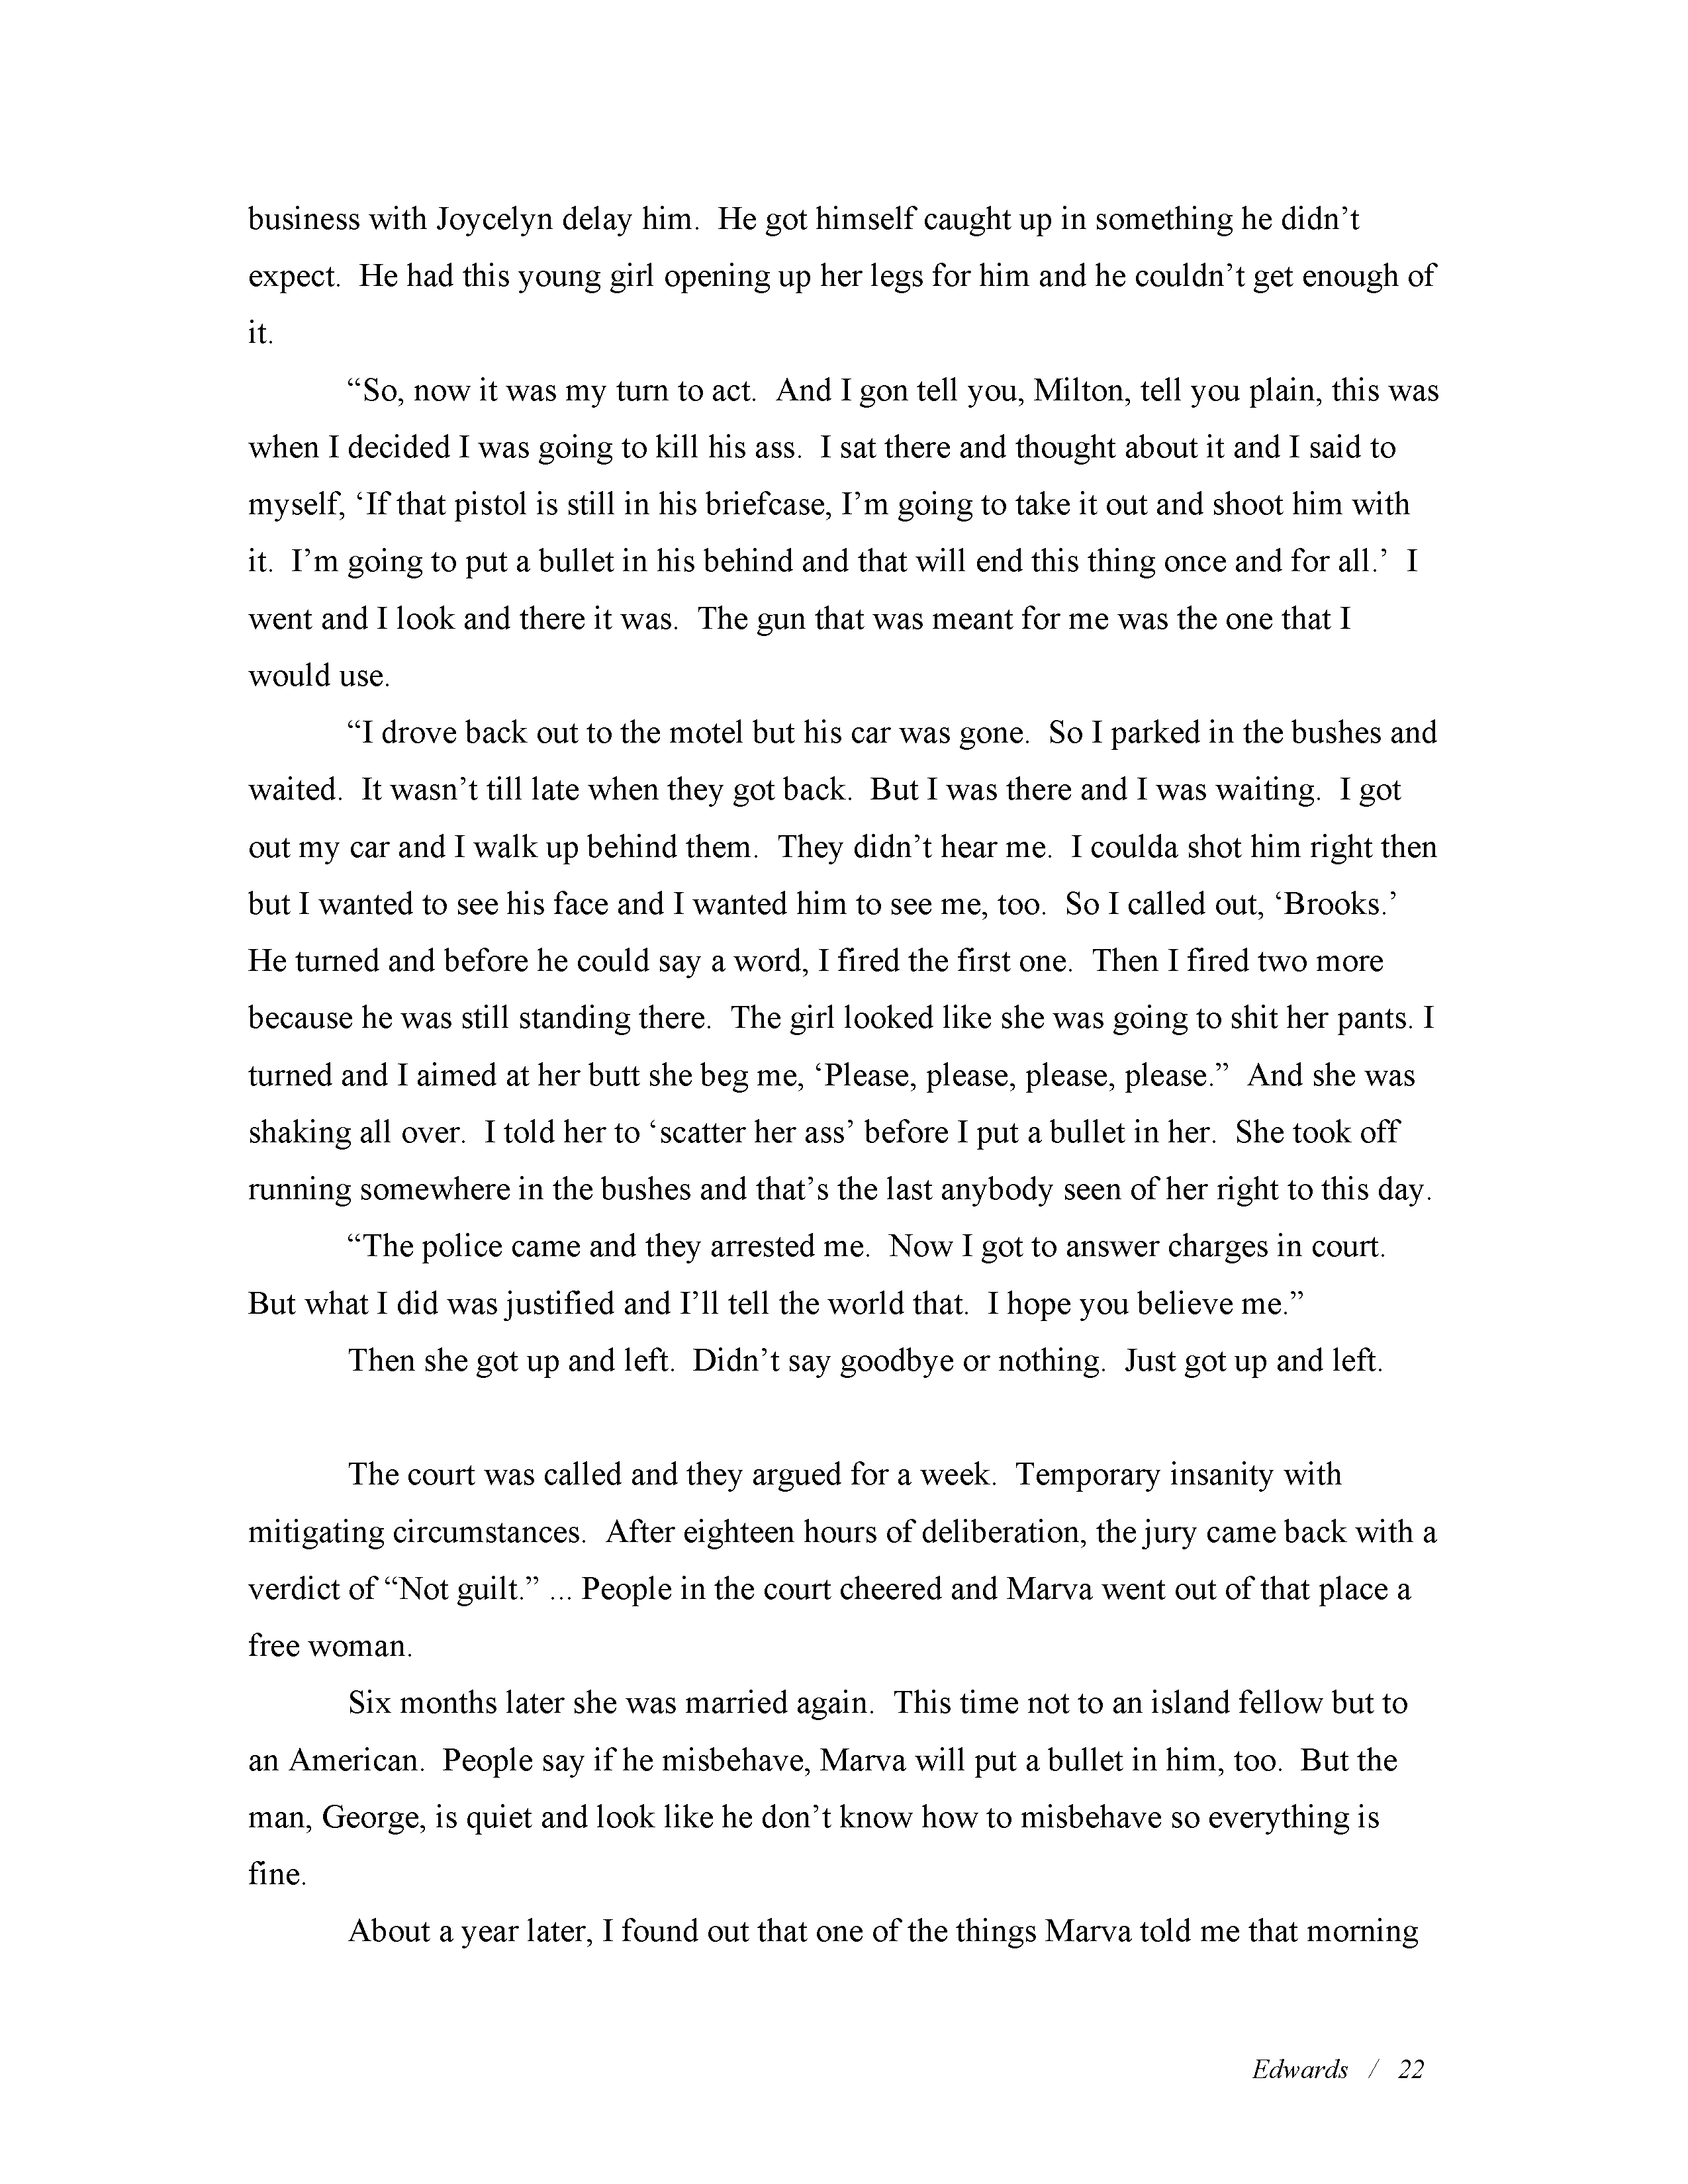 business with Joycelyn delay him.  He got himself caught up in something he didn’t
expect.  He had this young girl opening up her legs for him and he couldn’t get enough of
it.
“So, now it was my turn to act.  And I gon tell you, Milton, tell you plain, this was
when I decided I was going to kill his ass.  I sat there and thought about it and I said to
myself, ‘If that pistol is still in his briefcase, I’m going to take it out and shoot him with
it.  I’m going to put a bullet in his behind and that will end this thing once and for all.’  I
went and I look and there it was.  The gun that was meant for me was the one that I
would use.
“I drove back out to the motel but his car was gone.  So I parked in the bushes and
waited.  It wasn’t till late when they got back.  But I was there and I was waiting.  I got
out my car and I walk up behind them.  They didn’t hear me.  I coulda shot him right then
but I wanted to see his face and I wanted him to see me, too.  So I called out, ‘Brooks.’
He turned and before he could say a word, I fired the first one.  Then I fired two more
because he was still standing there.  The girl looked like she was going to shit her pants. I
turned and I aimed at her butt she beg me, ‘Please, please, please, please.”  And she was
shaking all over.  I told her to ‘scatter her ass’ before I put a bullet in her.  She took off
running somewhere in the bushes and that’s the last anybody seen of her right to this day.
“The police came and they arrested me.  Now I got to answer charges in court.
But what I did was justified and I’ll tell the world that.  I hope you believe me.”
Then she got up and left.  Didn’t say goodbye or nothing.  Just got up and left.
The court was called and they argued for a week.  Temporary insanity with
mitigating circumstances.  After eighteen hours of deliberation, the jury came back with a
verdict of “Not guilt.” ... People in the court cheered and Marva went out of that place a
free woman.
Six months later she was married again.  This time not to an island fellow but to
an American.  People say if he misbehave, Marva will put a bullet in him, too.  But the
man, George, is quiet and look like he don’t know how to misbehave so everything is
fine.
About a year later, I found out that one of the things Marva told me that morning
Edwards / 22